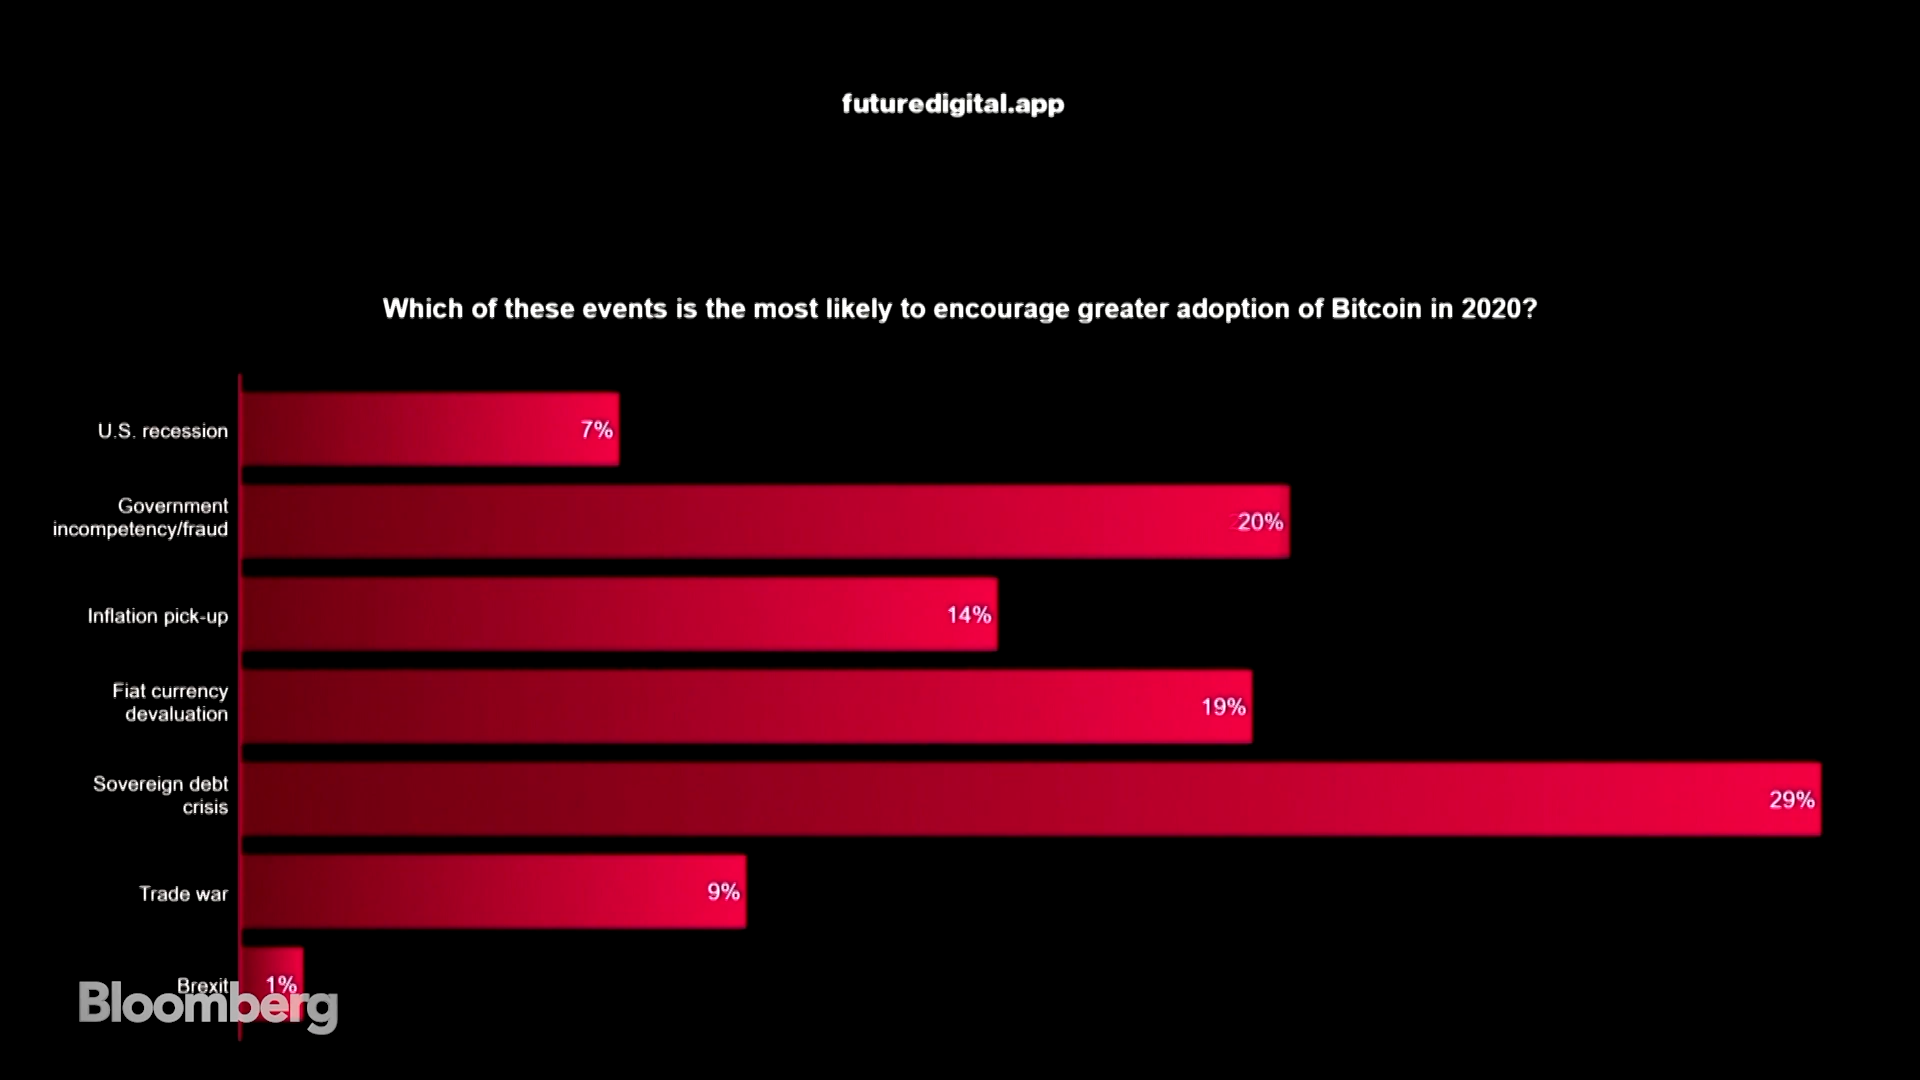 futuredigital.app
Which of these events is the most likely to encourage greater adoption of Bitcoin in 2020?
U.S. recession
7%
Government
incompetency/fraud
20%
Inflation pick-up
14%
Fiat currency
devaluation
19%
Sovereign debt
crisis
29%
Trade war
9%
Brexit
1%
Bloomberg